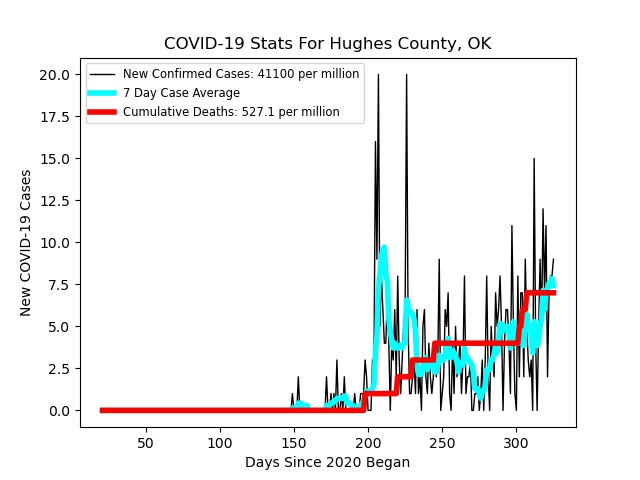 COVID-19 Stats For Hughes County, OK
New Confirmed Cases: 41100 per million
7 Day Case Average
Cumulative Deaths: 527.1 per million
New COVID-19 Cases
20.0
17.5
15.0
12.5
10.0
7.5
5.0
2.5
0.0
50 100 150 200 250 300
Days Since 2020 Began